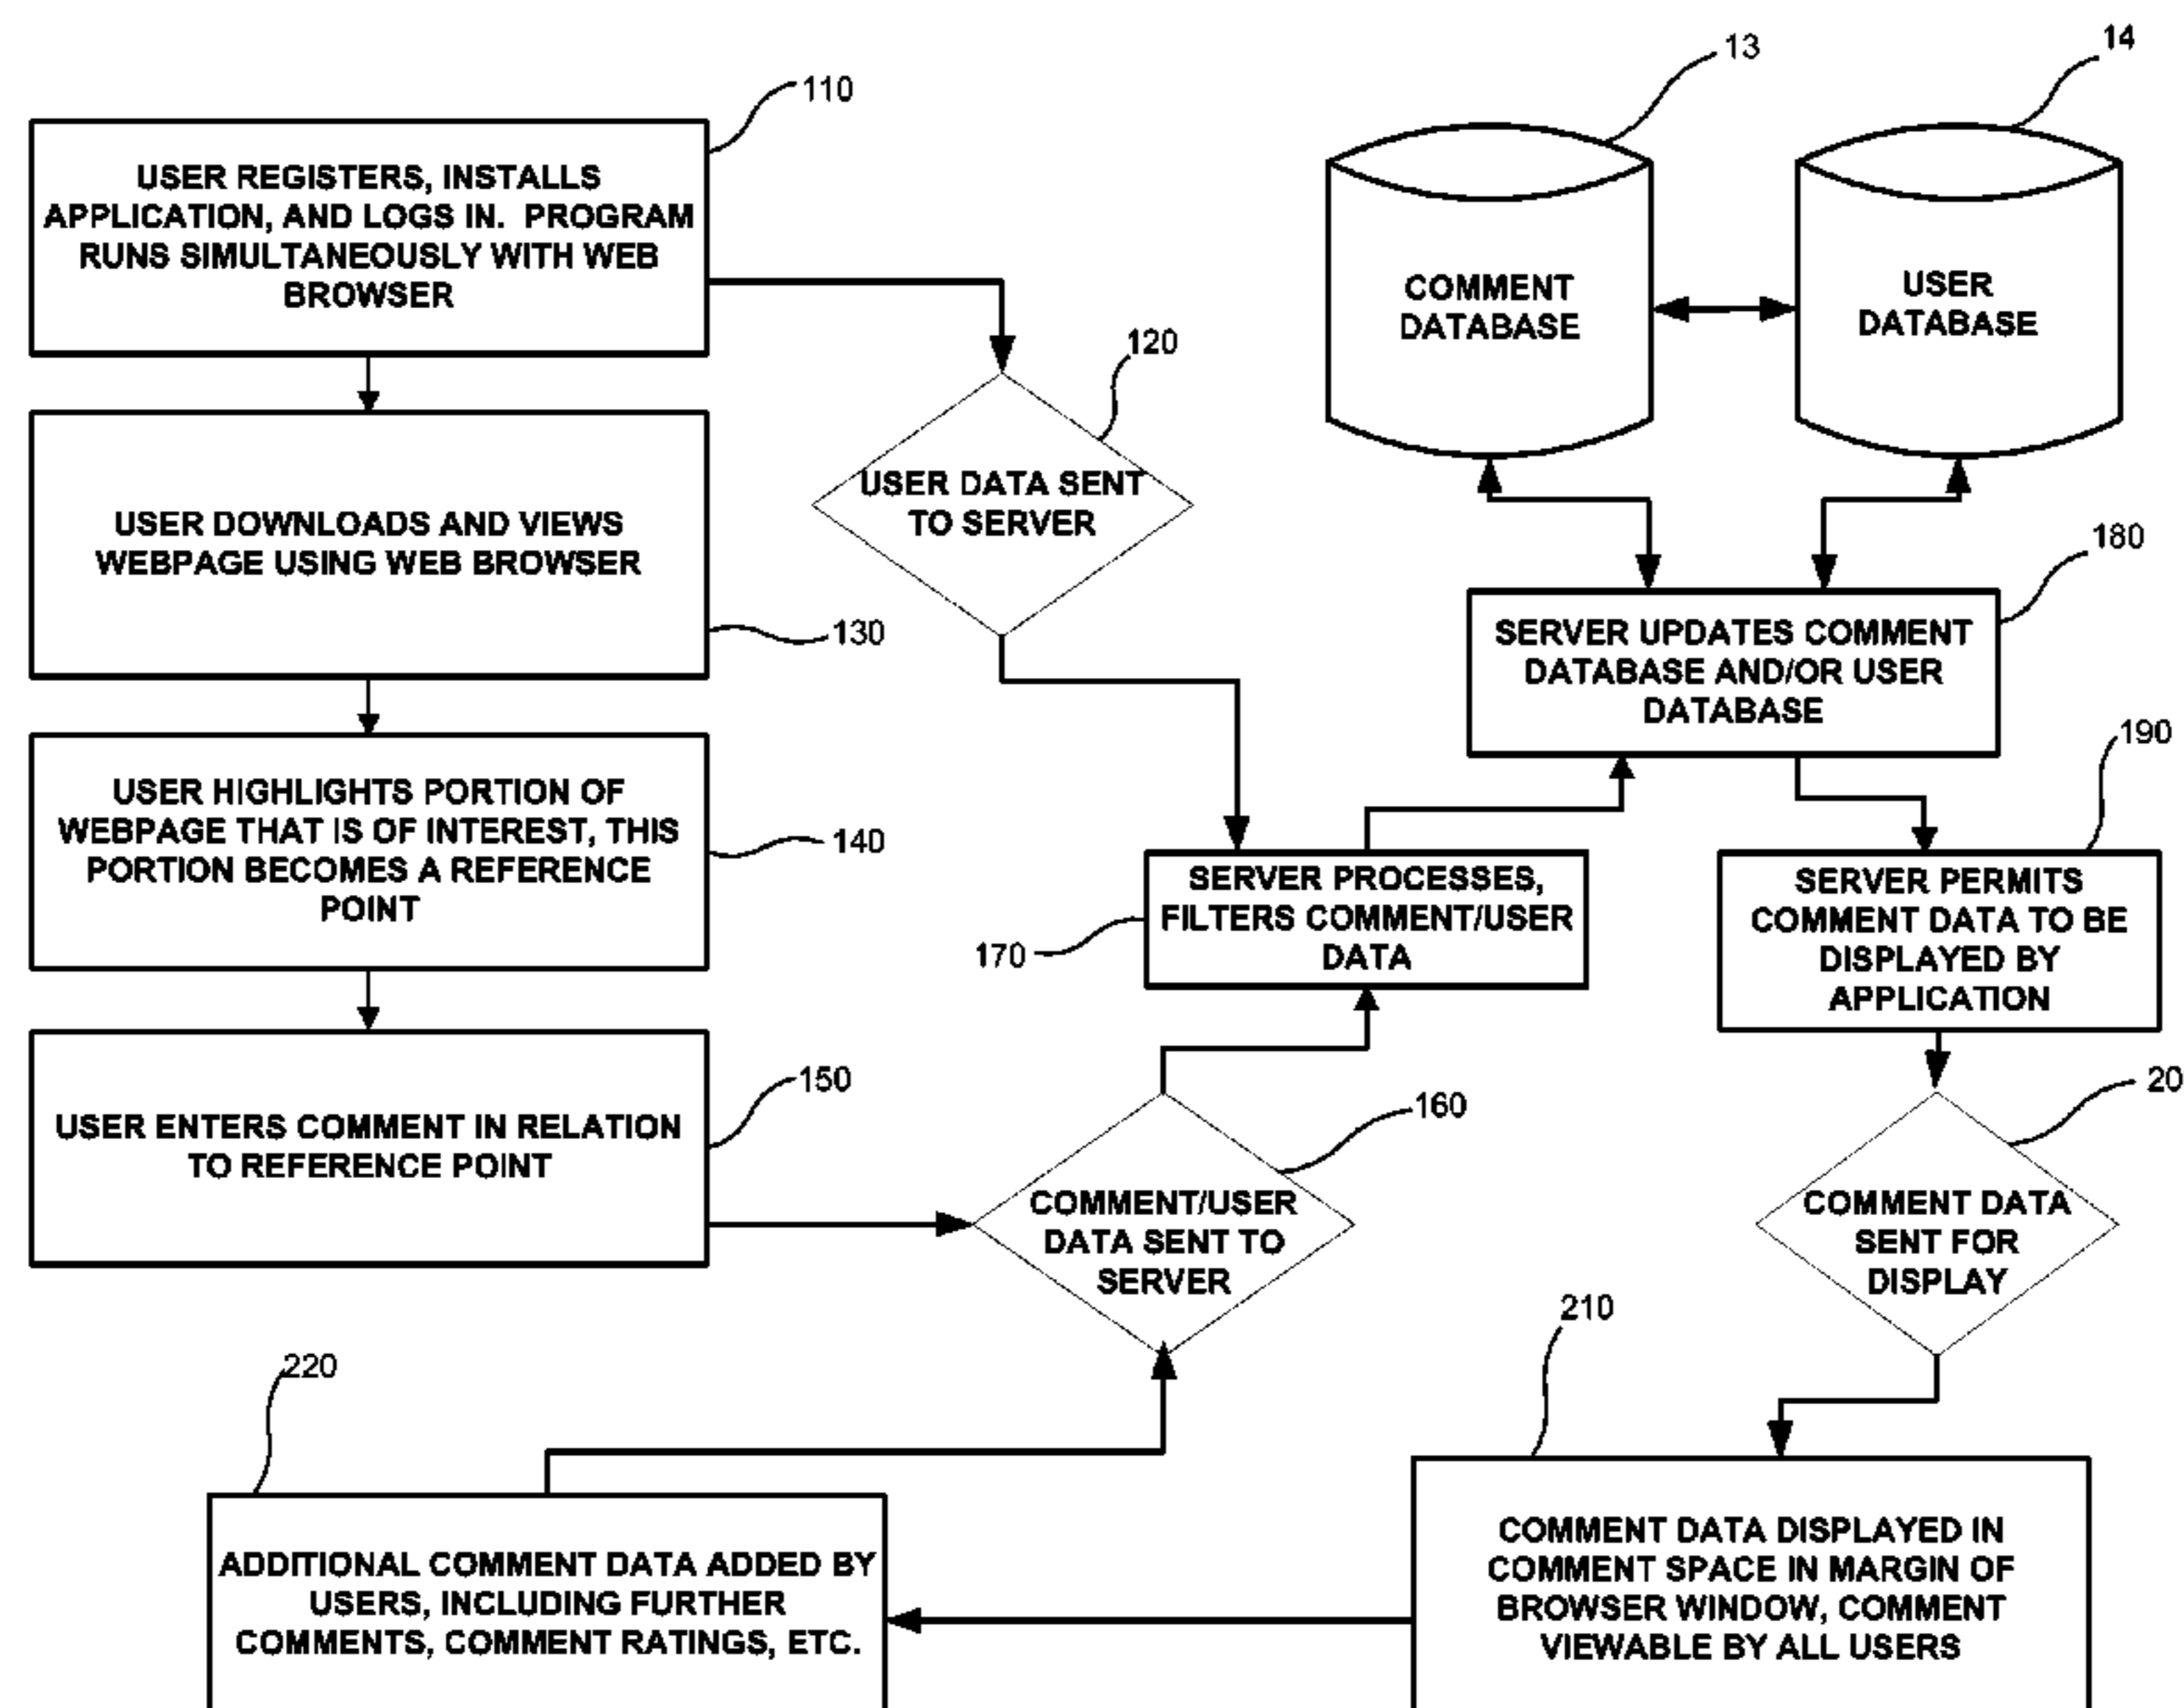 110
USER REGISTERS, INSTALLS
APPLICATION, AND LOGS IN. PROGRAM
RUNS SIMULTANEOUSLY WITH WEB
BROWSER
13
14
COMMENT
DATABASE
USER
DATABASE
120
USER DATA SENT
TO SERVER
USER DOWNLOADS AND VIEWS
WEBPAGE USING WEB BROWSER
130
180
SERVER UPDATES COMMENT
DATABASE AND/OR USER
DATABASE
USER HIGHLIGHTS PORTION OF
WEBPAGE THAT IS OF INTEREST, THIS
PORTION BECOMES A REFERENCE
POINT
140
170
SERVER PROCESSES,
FILTERS COMMENT/USER
DATA
190
SERVER PERMITS
COMMENT DATA TO BE
DISPLAYED BY
APPLICATION
150
USER ENTERS COMMENT IN RELATION
TO REFERENCE POINT
160
COMMENT/USER
DATA SENT TO
SERVER
20
COMMENT DATA
SENT FOR
DISPLAY
220
ADDITIONAL COMMENT DATA ADDED BY
USERS, INCLUDING FURTHER
COMMENTS, COMMENT RATINGS, ETC.
210
COMMENT DATA DISPLAYED IN
COMMENT SPACE IN MARGIN OF
BROWSER WINDOW, COMMENT
VIEWABLE BY ALL USERS